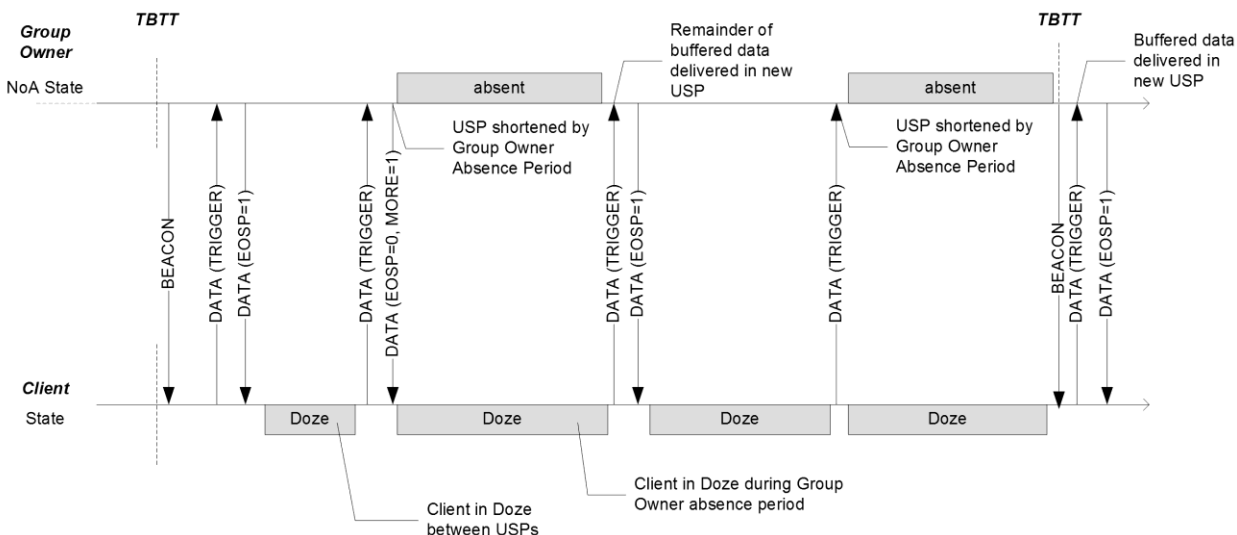 TBTT
TBTT
Group
Owner
NoA State
Remainder of
buffered data
delivered in new
USP
Buffered data
delivered in
new USP
absent
absent
USP shortened by
Group Owner
Absence Period
USP shortened by
Group Owner
Absence Period
BEACON
DATA (TRIGGER)
DATA (EOSP=1)
DATA (TRIGGER)
DATA (EOSP=0, MORE=1)
DATA (TRIGGER)
DATA (EOSP=1)
DATA (TRIGGER)
BEACON
DATA (TRIGGER)
DATA (EOSP=1)
Client
State
Doze
Doze
Doze
Doze
Client in Doze
between USPs
Client in Doze during Group
Owner absence period